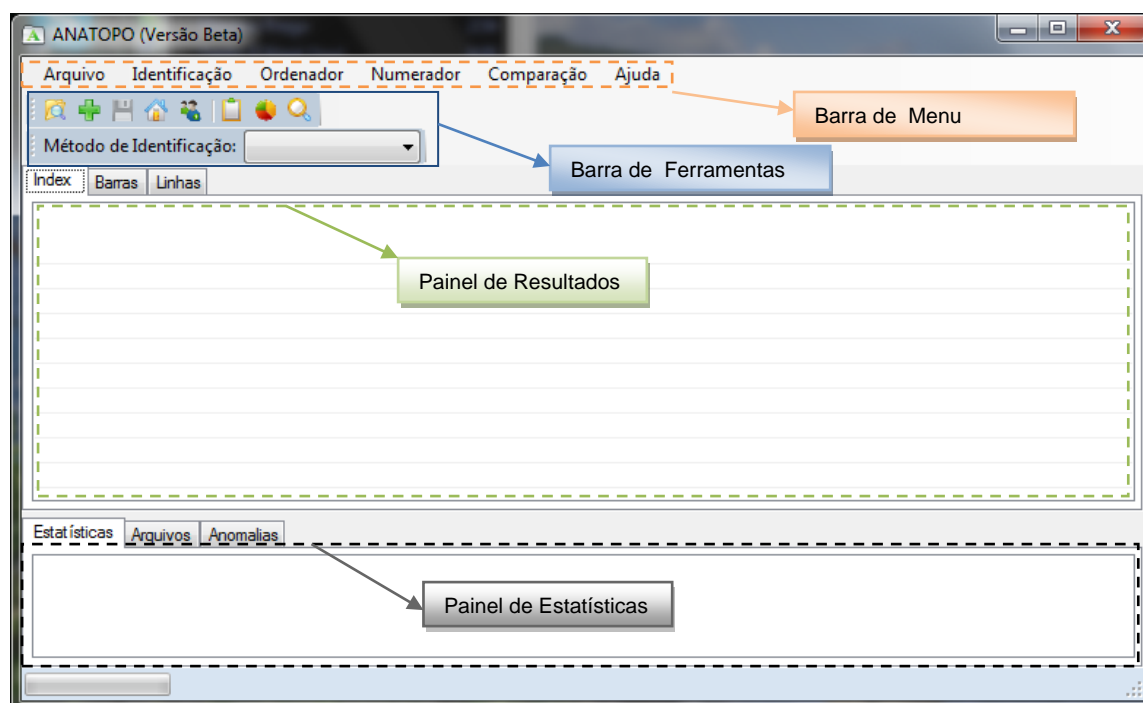 ANATOPO (Versão Beta)
Arquivo Identificação Ordenador Numerador Comparação Ajuda
Barra de Menu
Método de Identificação:
Barra de Ferramentas
Index Barras Linhas
Painel de Resultados
Estatísticas Arquivos Anomalias
Painel de Estatísticas